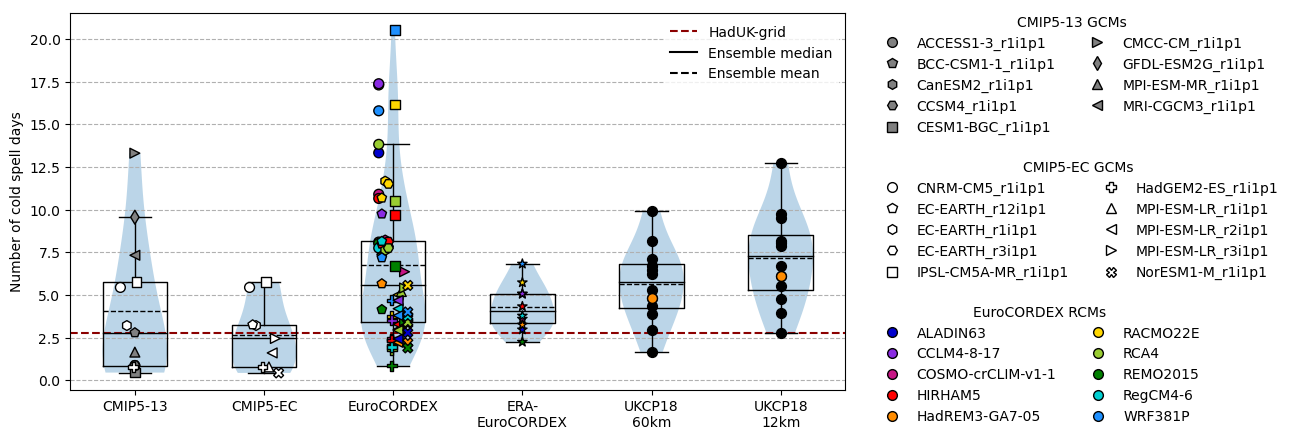 Number of cold spell days
20.0
17.5
15.0
12.5
10.0
7.5
5.0
2.5
0.0
HadUK-grid
Ensemble median
Ensemble mean
CMIP5-13
CMIP5-EC
EuroCORDEX
ERA-
EuroCORDEX
UKCP18
60km
UKCP18
12km
CMIP5-13 GCMs
ACCESS1-3_r1i1p1
BCC-CSM1-1_r1i1p1
CanESM2_r1i1p1
CCSM4_r1i1p1
CESM1-BGC_r1i1p1
CMCC-CM_r1i1p1
GFDL-ESM2G_r1i1p1
MPI-ESM-MR_r1i1p1
MRI-CGCM3_r1i1p1
CMIP5-EC GCMs
CNRM-CM5_r1i1p1
EC-EARTH_r12i1p1
EC-EARTH_r1i1p1
EC-EARTH_r3i1p1
IPSL-CM5A-MR_r1i1p1
HadGEM2-ES_r1i1p1
MPI-ESM-LR_r1i1p1
MPI-ESM-LR_r2i1p1
MPI-ESM-LR_r3i1p1
NorESM1-M_r1i1p1
EuroCORDEX RCMs
ALADIN63
CCLM4-8-17
COSMO-crCLIM-v1-1
HIRHAM5
HadREM3-GA7-05
RACMO22E
RCA4
REMO2015
RegCM4-6
WRF381P